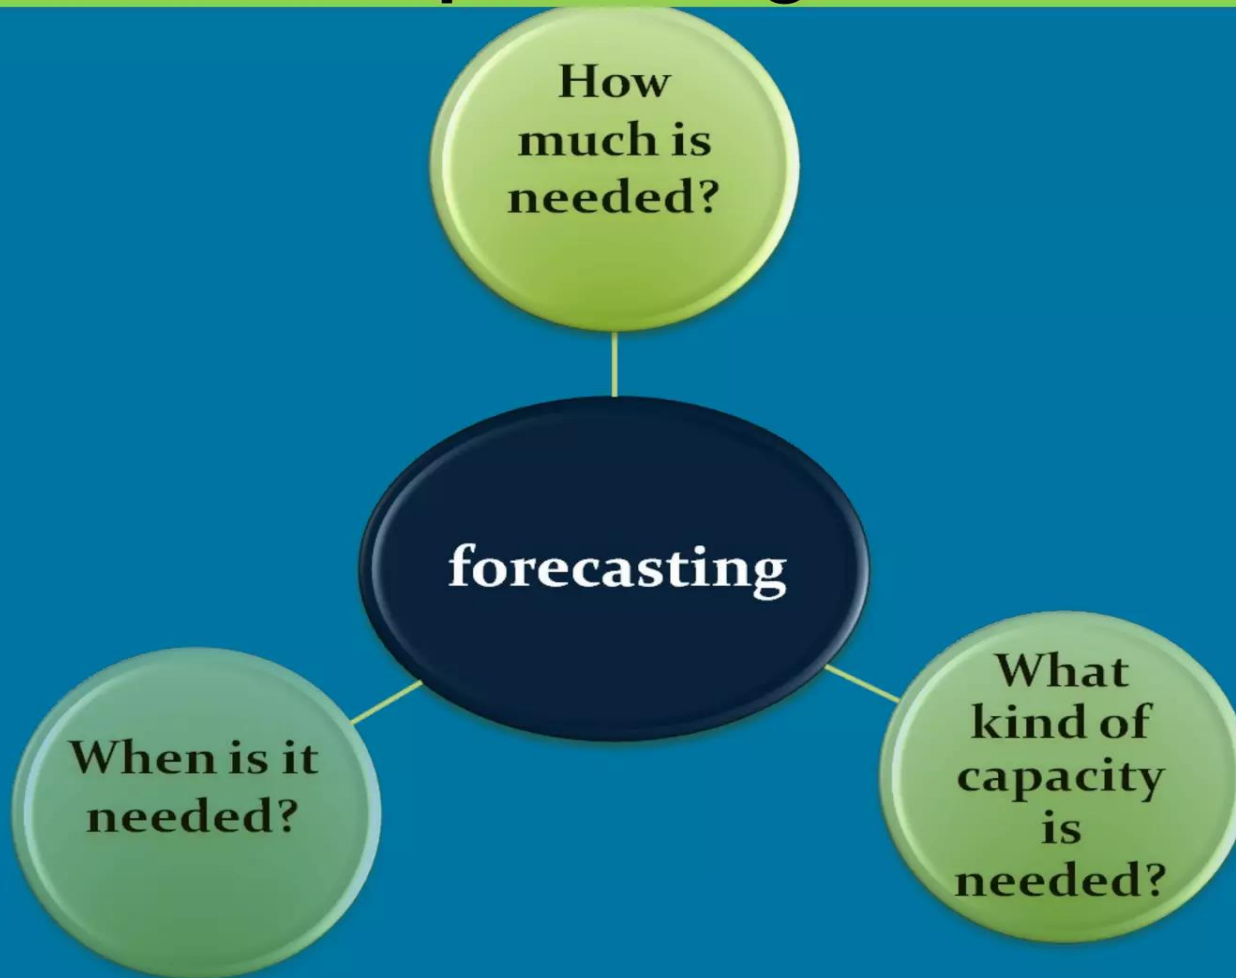 How
much is
needed?
forecasting
What
kind of
capacity
is
needed?
When is it
needed?